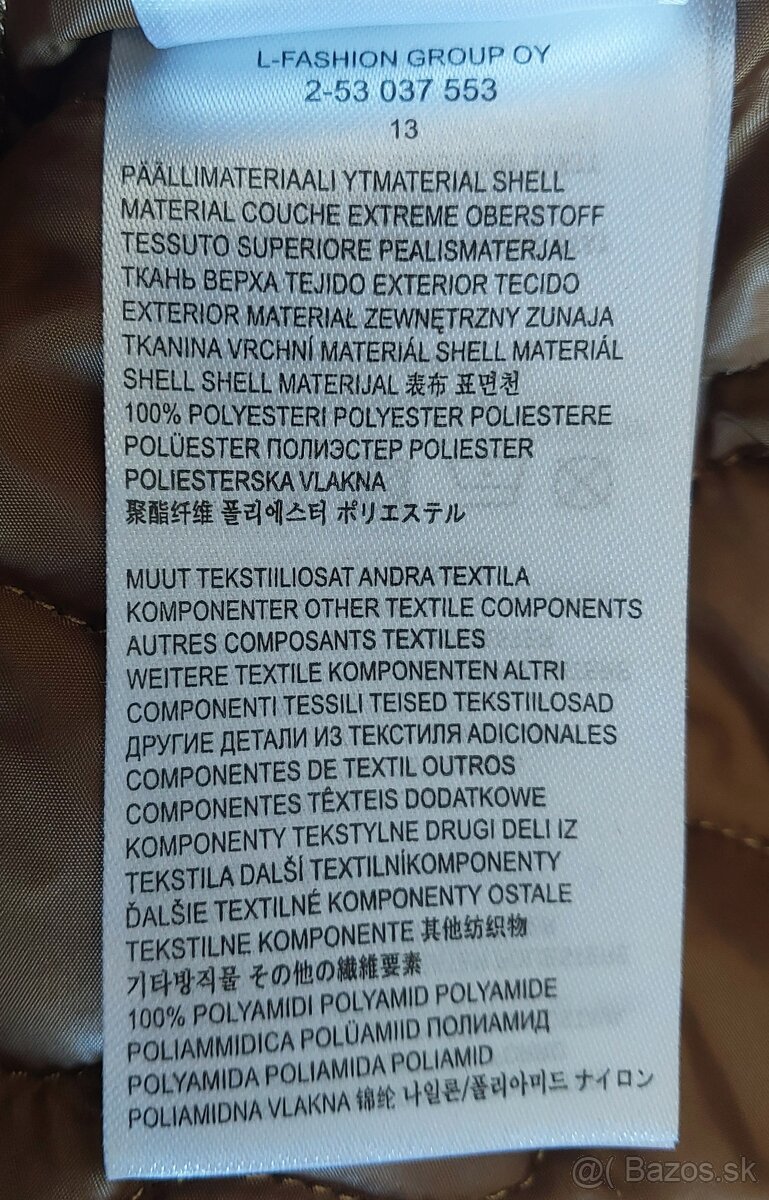 L-FASHION GROUP OY
2-53 037 553
13
PÄÄLLIMATERIAALI YTMATERIAL SHELL
MATERIAL COUCHE EXTREME OBERSTOFF
TESSUTO SUPERIORE PEALISMATERJAL
ТКАНЬ ВЕРХА TEJIDO EXTERIOR TECIDO
EXTERIOR MATERIAŁ ZEWNĘTRZNY ZUNAJA
TKANINA VRCHNÍ MATERIÁL SHELL MATERIÁL
SHELL SHELL MATERIJAL 表布 표면천
100% POLYESTERI POLYESTER POLIESTERE
POLÜESTER ПОЛИЭСТЕР POLIESTER
POLIESTERSKA VLAKNA
聚酯纤维 폴리에스터 ポリエステル
MUUT TEKSTIILIOSAT ANDRA TEXTILA
KOMPONENTER OTHER TEXTILE COMPONENTS
AUTRES COMPOSANTS TEXTILES
WEITERE TEXTILE KOMPONENTEN ALTRI
COMPONENTI TESSILI TEISED TEKSTIILOSAD
ДРУГИЕ ДЕТАЛИ ИЗ ТЕКСТИЛЯ ADICIONALES
COMPONENTES DE TEXTIL OUTROS
COMPONENTES TÊXTEIS DODATKOWE
KOMPONENTY TEKSTYLNE DRUGI DELI IZ
TEKSTILA DALŠÍ TEXTILNÍKOMPONENTY
ĎALŠIE TEXTILNÉ KOMPONENTY OSTALE
TEKSTILNE KOMPONENTE 其他纺织物
기타방직물 その他の繊維要素
100% POLYAMIDI POLYAMID POLYAMIDE
POLIAMMIDICA POLÜAMIID ПОЛИАМИД
POLYAMIDA POLIAMIDA POLIAMID
POLIAMIDNA VLAKNA 锦纶 나일론/폴리아미드 ナイロン
@( Bazos.sk